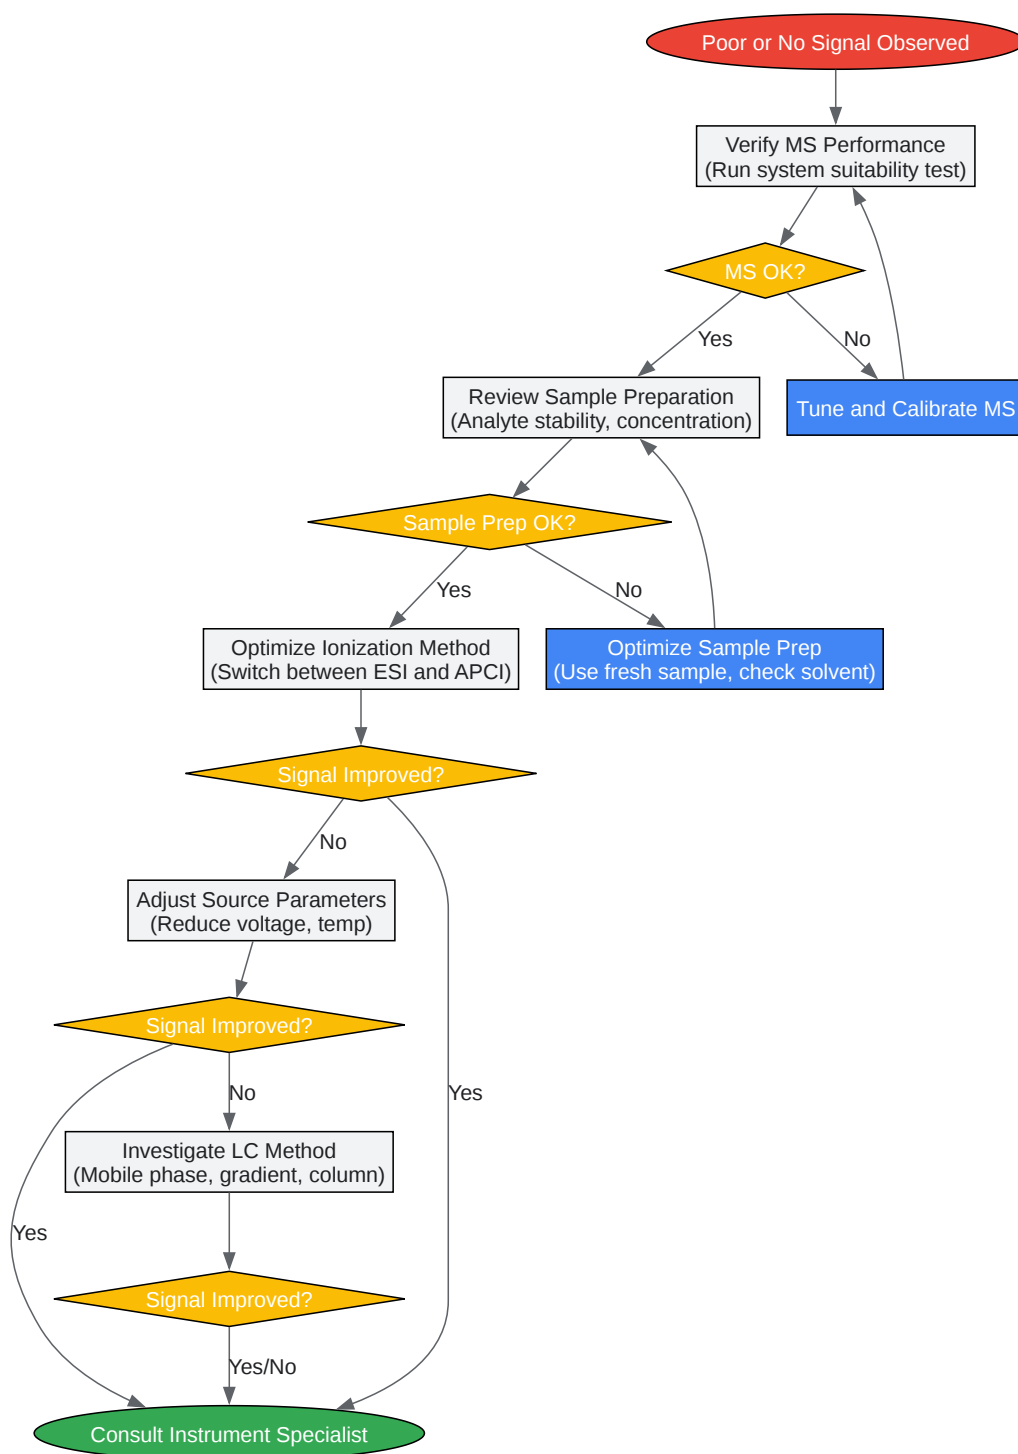 Poor or No Signal Observed
Verify MS Performance
(Run system suitability test)
MS OK?
Yes
No
Review Sample Preparation
(Analyte stability, concentration)
Tune and Calibrate MS
Sample Prep OK?
Yes
No
Optimize Ionization Method
(Switch between ESI and APCI)
Optimize Sample Prep
(Use fresh sample, check solvent)
Signal Improved?
No
Adjust Source Parameters
(Reduce voltage, temp)
Signal Improved?
No
Yes
Investigate LC Method
(Mobile phase, gradient, column)
Yes
Signal Improved?
Yes/No
Consult Instrument Specialist